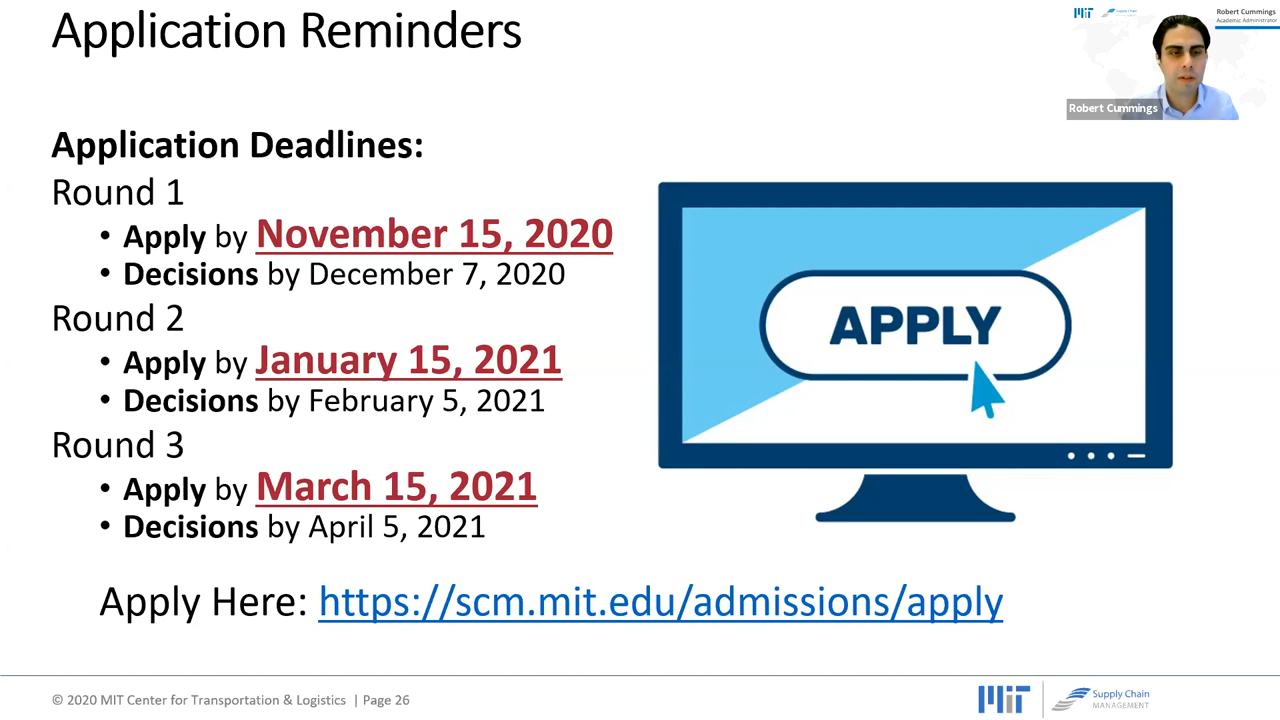 Application Reminders
MIT Supply Chain
Robert Cummings
Academic Administrator
Robert Cummings
Application Deadlines:
Round 1
• Apply by November 15, 2020
• Decisions by December 7, 2020
Round 2
• Apply by January 15, 2021
• Decisions by February 5, 2021
Round 3
• Apply by March 15, 2021
• Decisions by April 5, 2021
APPLY
Apply Here: https://scm.mit.edu/admissions/apply
© 2020 MIT Center for Transportation & Logistics | Page 26
MIT
Supply Chain
MANAGEMENT